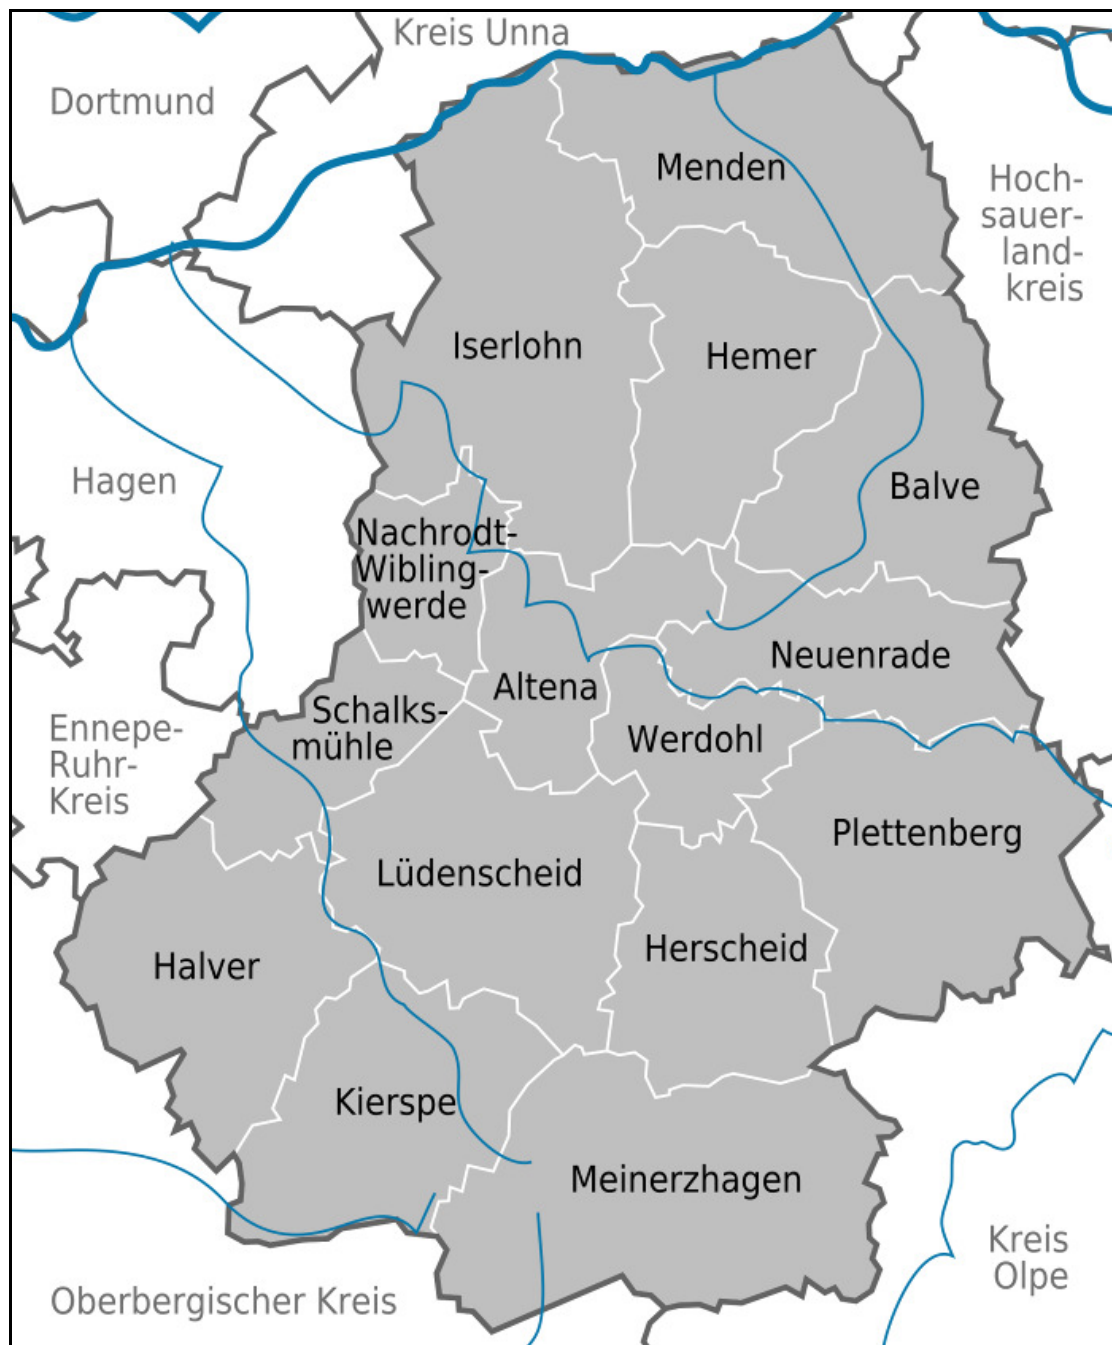 Kreis Unna
Dortmund
Menden
Hoch-
sauer-
land-
kreis
Iserlohn
Hemer
Hagen
Balve
Nachrodt-
Wibling-
werde
Neuenrade
Altena
Schalks-
mühle
Werdohl
Ennepe-
Ruhr-
Kreis
Plettenberg
Lüdenscheid
Herscheid
Halver
Kierspe
Meinerzhagen
Kreis
Olpe
Oberbergischer Kreis